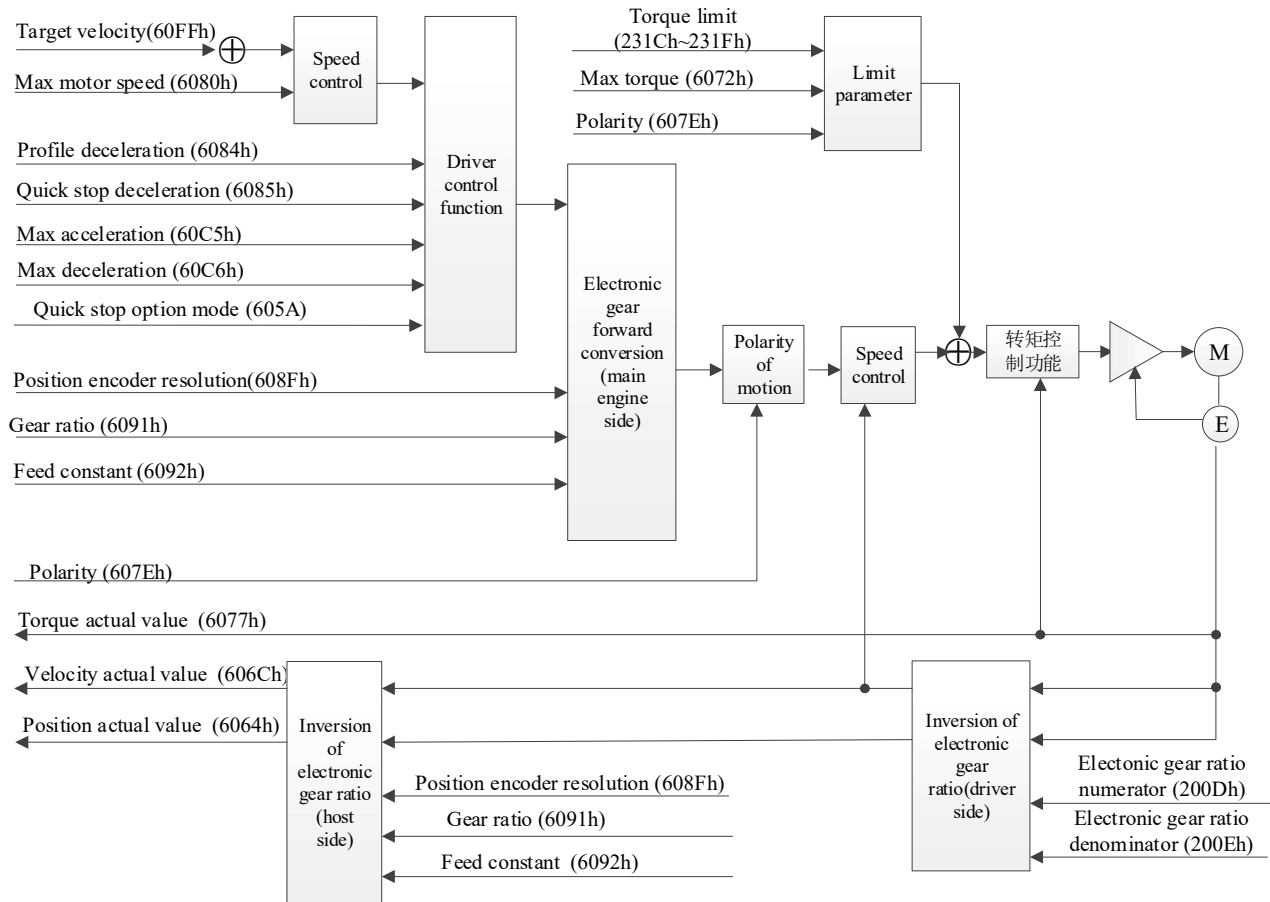 Target velocity(60FFh)
Max motor speed (6080h)
Speed
control
Torque limit
(231Ch~231Fh)
Max torque (6072h)
Polarity (607Eh)
Limit
parameter
Profile deceleration (6084h)
Quick stop deceleration (6085h)
Max acceleration (60C5h)
Max deceleration (60C6h)
Quick stop option mode (605A)
Driver
control
function
Position encoder resolution(608Fh)
Gear ratio (6091h)
Feed constant (6092h)
Electronic
gear
forward
conversion
(main
engine
side)
Polarity
of
motion
Speed
control
转矩控
制功能
M
E
Polarity (607Eh)
Torque actual value (6077h)
Velocity actual value (606Ch)
Position actual value (6064h)
Inversion
of
electronic
gear ratio
(host
side)
Position encoder resolution (608Fh)
Gear ratio (6091h)
Feed constant (6092h)
Inversion of
electronic
gear
ratio(driver
side)
Electonic gear ratio
numerator (200Dh)
Electronic gear ratio
denominator (200Eh)